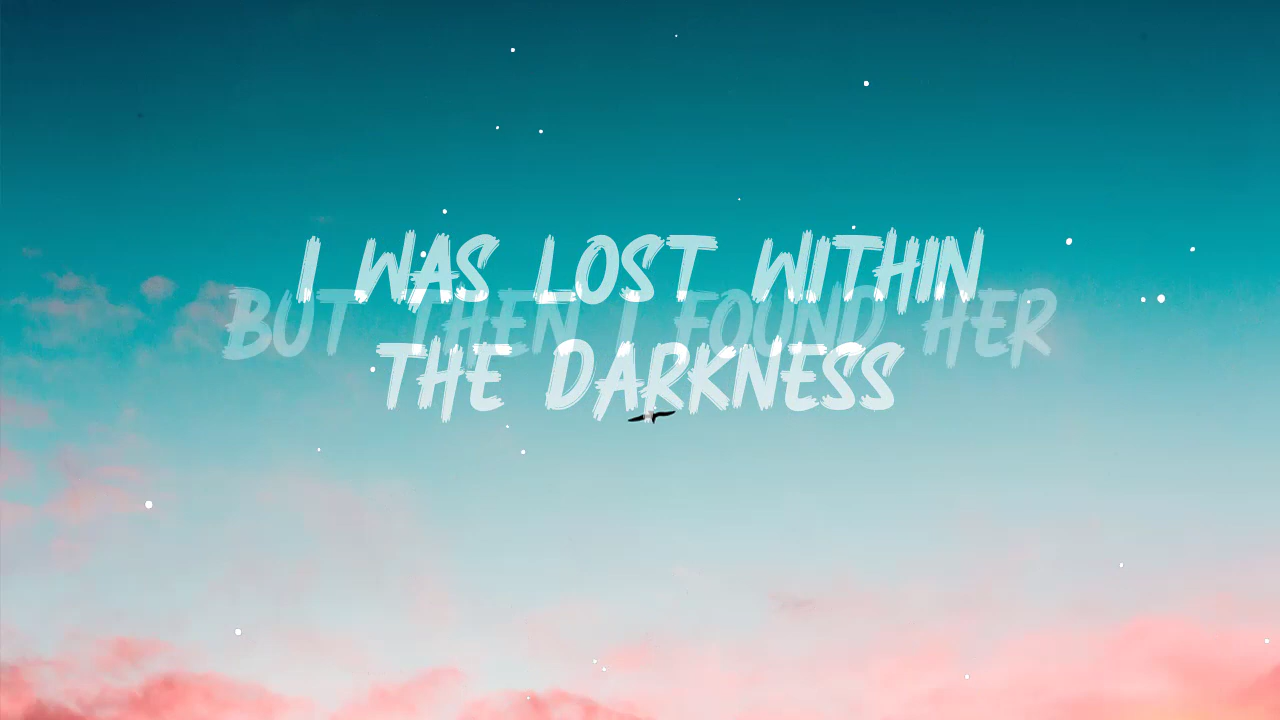 I WAS LOST WITHIN
BUT THEN I FOUND HER
THE DARKNESS